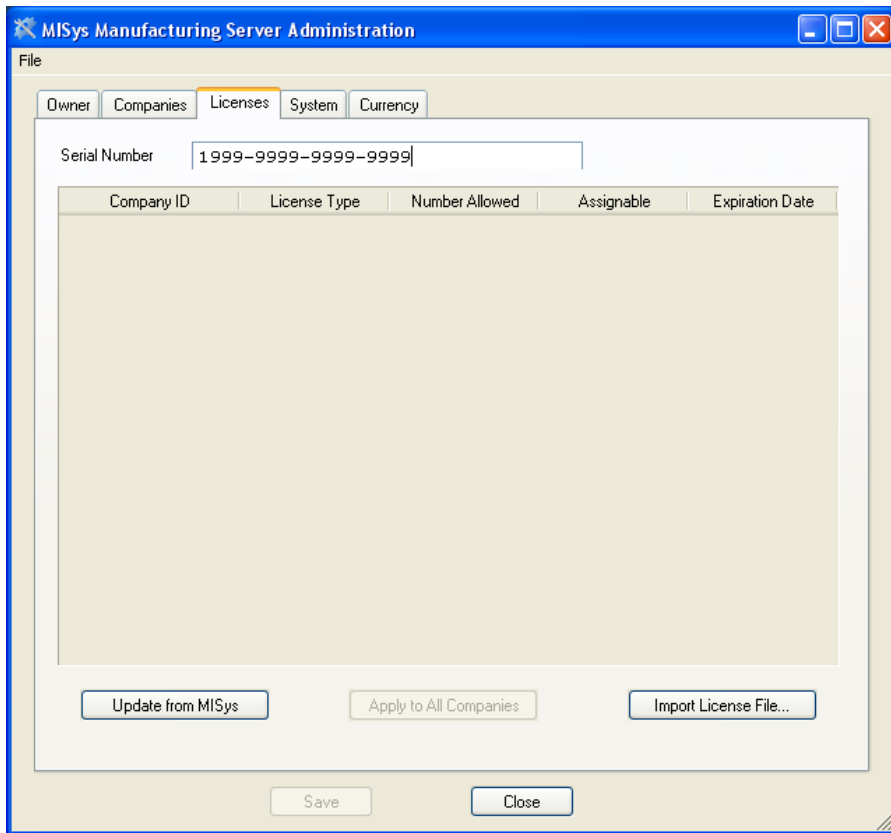 MISys Manufacturing Server Administration
File
Owner Companies Licenses System Currency
Serial Number 1999-9999-9999-9999
Company ID License Type Number Allowed Assignable Expiration Date
Update from MISys Apply to All Companies Import License File...
Save Close